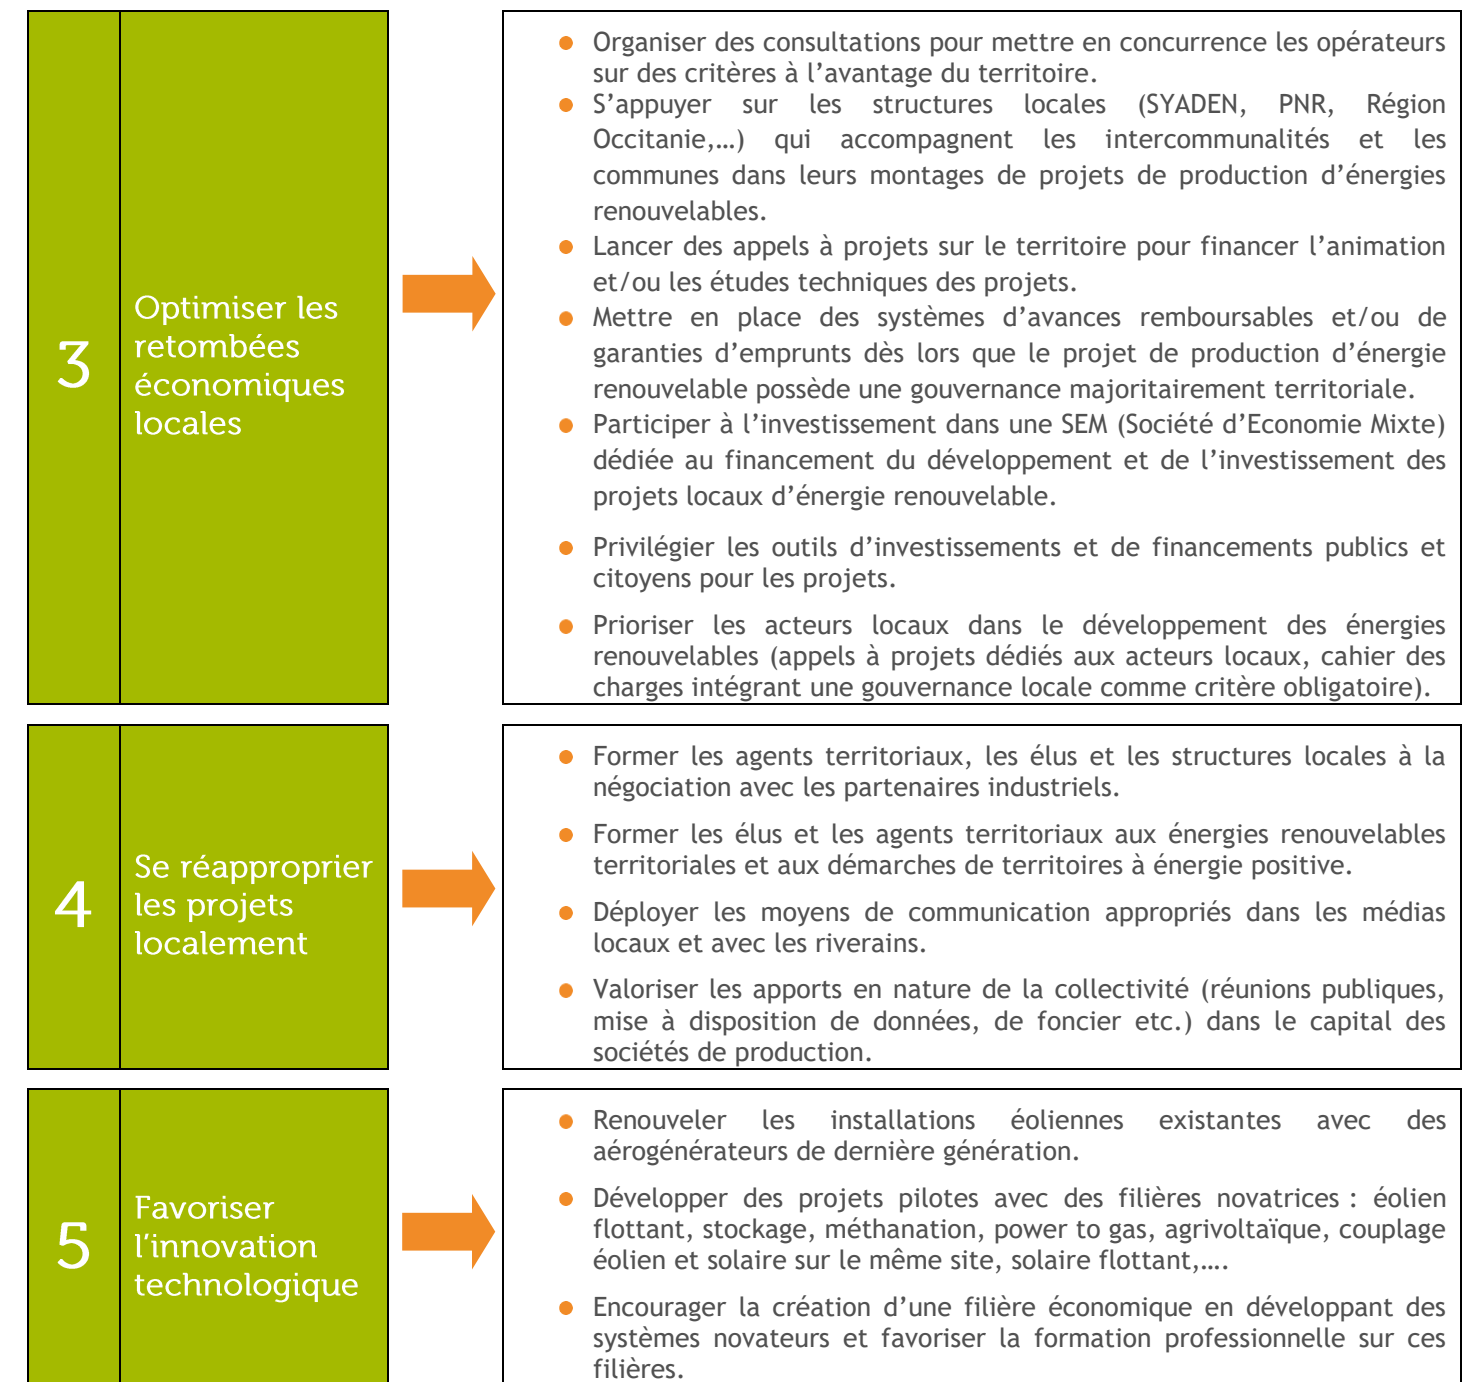 3
Optimiser les
retombées
économiques
locales
Organiser des consultations pour mettre en concurrence les opérateurs
sur des critères à l’avantage du territoire.
S’appuyer sur les structures locales (SYADEN, PNR, Région
Occitanie,…) qui accompagnent les intercommunalités et les
communes dans leurs montages de projets de production d’énergies
renouvelables.
Lancer des appels à projets sur le territoire pour financer l’animation
et/ou les études techniques des projets.
Mettre en place des systèmes d’avances remboursables et/ou de
garanties d’emprunts dès lors que le projet de production d’énergie
renouvelable possède une gouvernance majoritairement territoriale.
Participer à l’investissement dans une SEM (Société d’Economie Mixte)
dédiée au financement du développement et de l’investissement des
projets locaux d’énergie renouvelable.
Privilégier les outils d’investissements et de financements publics et
citoyens pour les projets.
Prioriser les acteurs locaux dans le développement des énergies
renouvelables (appels à projets dédiés aux acteurs locaux, cahier des
charges intégrant une gouvernance locale comme critère obligatoire).
4
Se réapproprier
les projets
localement
Former les agents territoriaux, les élus et les structures locales à la
négociation avec les partenaires industriels.
Former les élus et les agents territoriaux aux énergies renouvelables
territoriales et aux démarches de territoires à énergie positive.
Déployer les moyens de communication appropriés dans les médias
locaux et avec les riverains.
Valoriser les apports en nature de la collectivité (réunions publiques,
mise à disposition de données, de foncier etc.) dans le capital des
sociétés de production.
5
Favoriser
l’innovation
technologique
Renouveler les installations éoliennes existantes avec des
aérogénérateurs de dernière génération.
Développer des projets pilotes avec des filières novatrices : éolien
flottant, stockage, méthanation, power to gas, agrivoltaïque, couplage
éolien et solaire sur le même site, solaire flottant,….
Encourager la création d’une filière économique en développant des
systèmes novateurs et favoriser la formation professionnelle sur ces
filières.